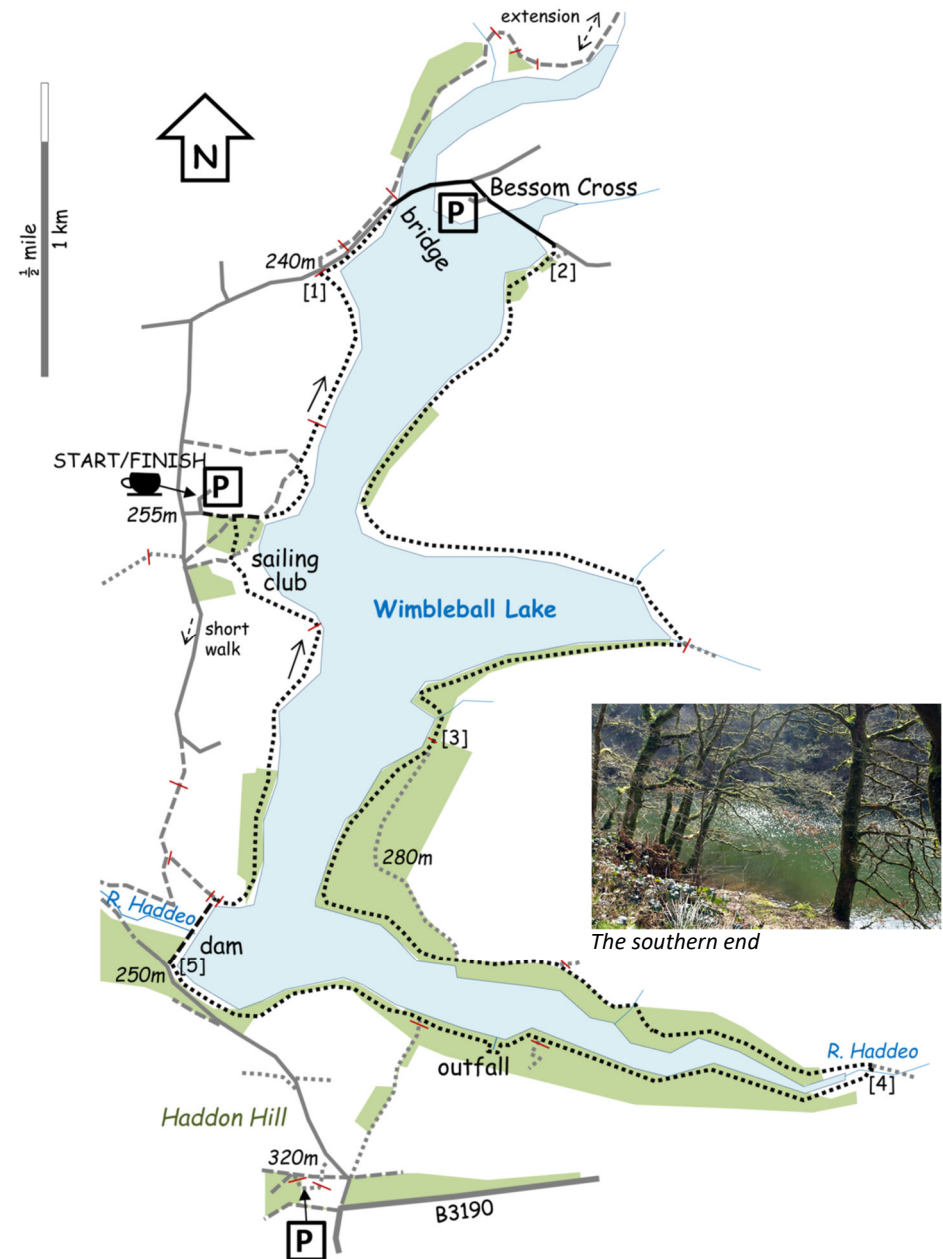 extension
N
½ mile
1 km
Bessom Cross
P
bridge
240m
[1]
[2]
START/FINISH
P
255m
sailing
club
Wimbleball Lake
short
walk
[3]
280m
The southern end
R. Haddeo
dam
[5]
250m
outfall
R. Haddeo
[4]
Haddon Hill
320m
B3190
P